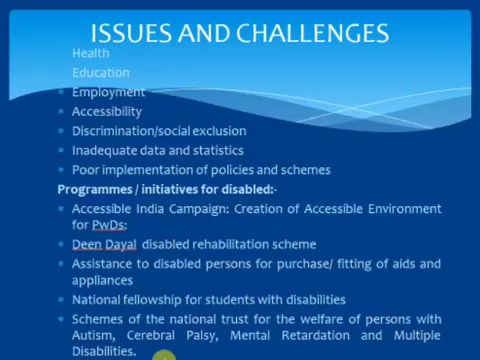 ISSUES AND CHALLENGES
Health
Education
Employment
Accessibility
Discrimination/social exclusion
Inadequate data and statistics
Poor implementation of policies and schemes
Programmes / initiatives for disabled:-
Accessible India Campaign: Creation of Accessible Environment
for PwDs:
Deen Dayal disabled rehabilitation scheme
Assistance to disabled persons for purchase/ fitting of aids and
appliances
National fellowship for students with disabilities
Schemes of the national trust for the welfare of persons with
Autism, Cerebral Palsy, Mental Retardation and Multiple
Disabilities.